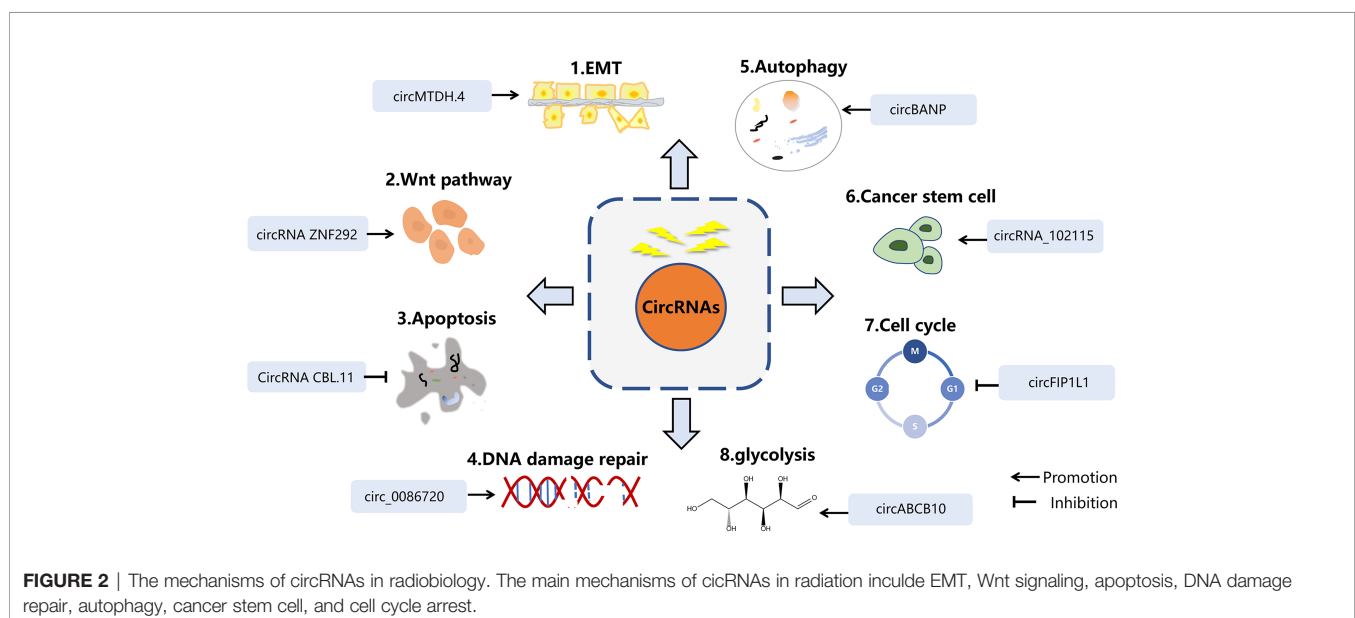 1.EMT
circMTDH.4
5.Autophagy
circBANP
2.Wnt pathway
circRNA ZNF292
6.Cancer stem cell
circRNA_102115
CircRNAs
3.Apoptosis
CircRNA CBL.11
7.Cell cycle
M
G2
G1
S
circFIP1L1
4.DNA damage repair
circ_0086720
8.glycolysis
OH
OH
HO
O
OH
OH
circABCB10
Promotion
Inhibition
FIGURE 2 | The mechanisms of circRNAs in radiobiology. The main mechanisms of cicRNAs in radiation inculde EMT, Wnt signaling, apoptosis, DNA damage
repair, autophagy, cancer stem cell, and cell cycle arrest.